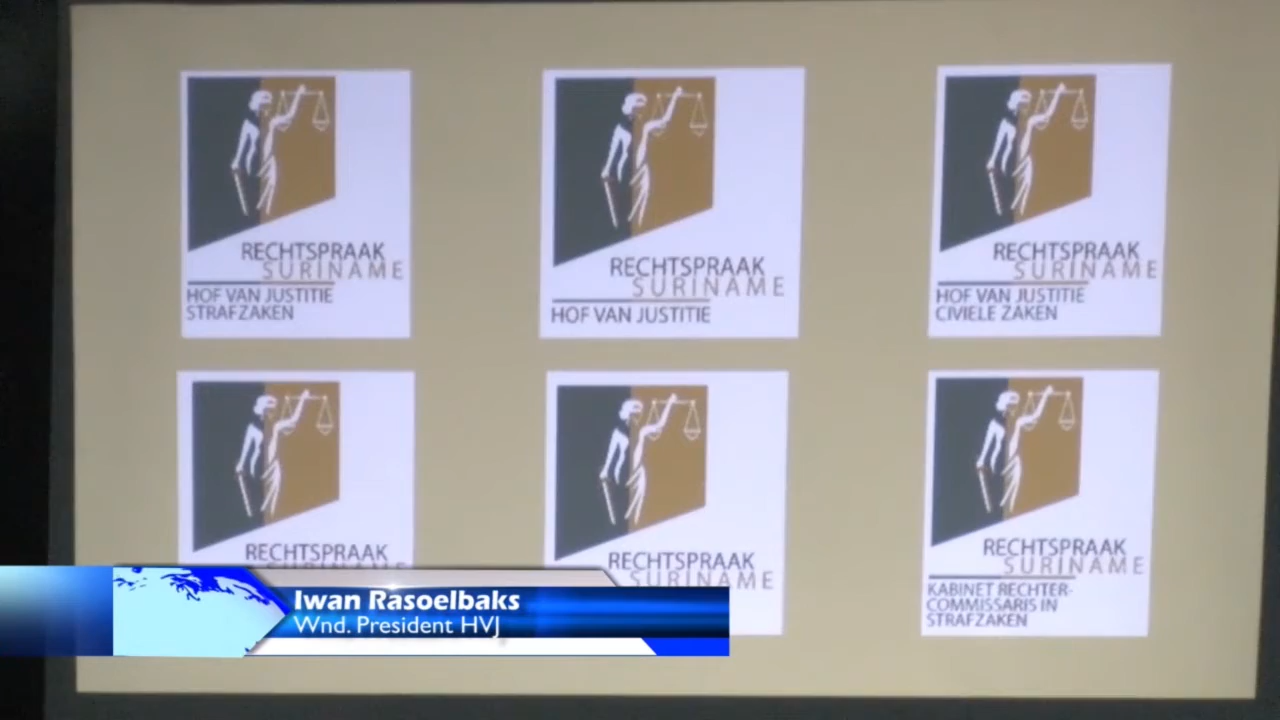 RECHTSPRAAK
SURINAME
HOF VAN JUSTITIE
STRAFZAKEN
RECHTSPRAAK
SURINAME
HOF VAN JUSTITIE
RECHTSPRAAK
SURINAME
HOF VAN JUSTITIE
CIVIELE ZAKEN
RECHTSPRAAK
RECHTSPRAAK
SURINAME
RECHTSPRAAK
SURINAME
KABINET RECHTER-
COMMISSARIS IN
STRAFZAKEN
Iwan Rasoelbaks
Wnd. President HVJ